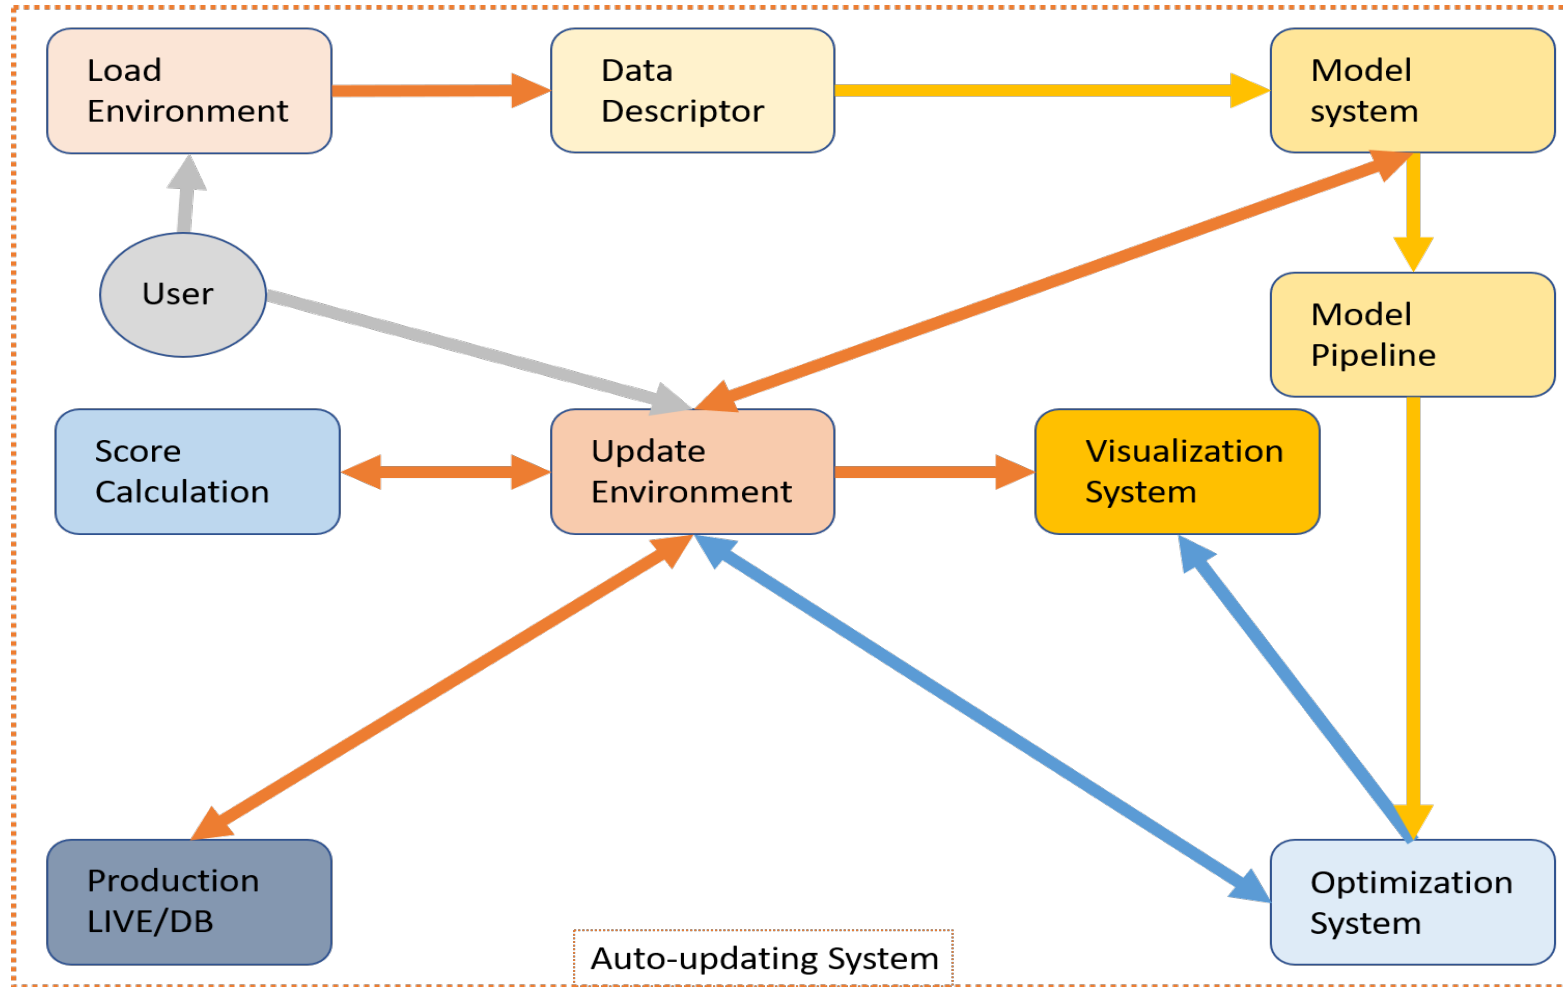 Load
Environment
Data
Descriptor
Model
system
User
Model
Pipeline
Score
Calculation
Update
Environment
Visualization
System
Production
LIVE/DB
Optimization
System
Auto-updating System